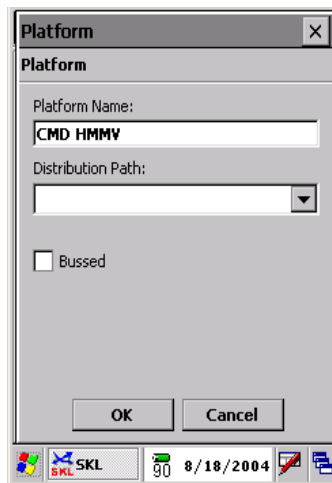 Platform
Platform
Platform Name:
CMD HMMV
Distribution Path:
Bussed
OK Cancel
SKL SKL 90 8/18/2004